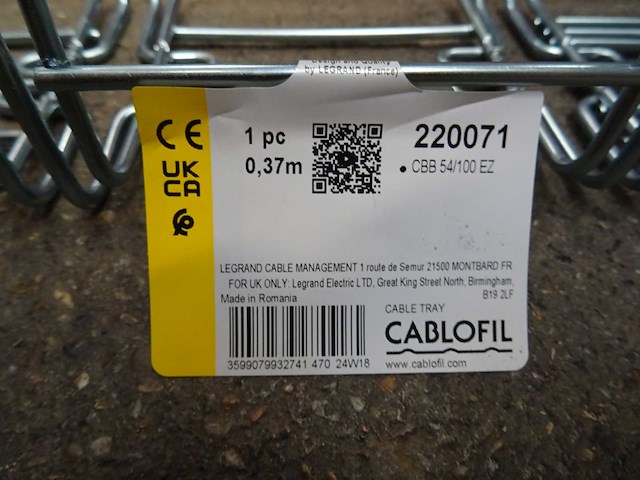 Design and Quality
by LEGRAND (France)
CE
1 pc
220071
UK
CA
0,37m
• CBB 54/100 EZ
LEGRAND CABLE MANAGEMENT 1 route de Semur 21500 MONTBARD FR
FOR UK ONLY: Legrand Electric LTD, Great King Street North, Birmingham,
B19 2LF
Made in Romania
CABLE TRAY
CABLOFIL
3599079932741 470 24W18
www.cablofil.com